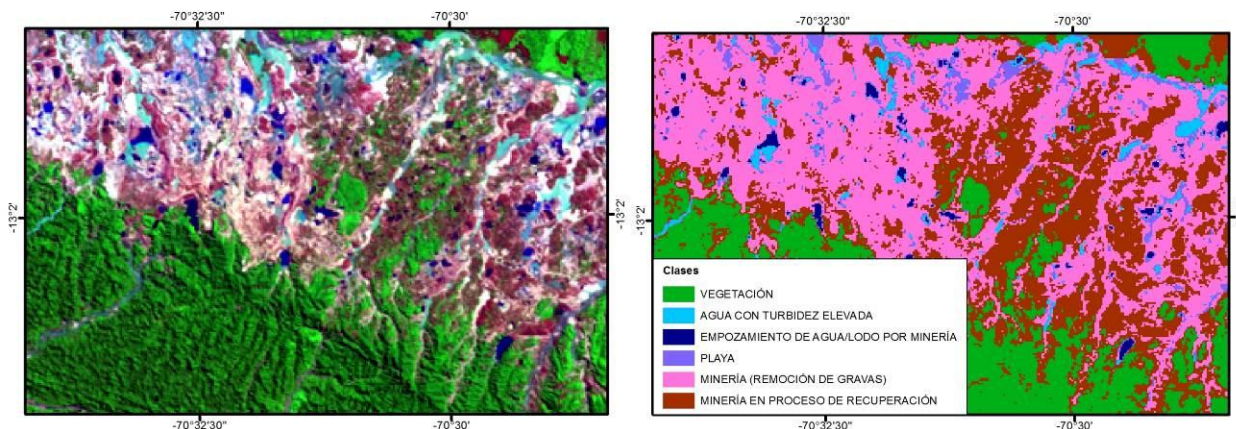 -70°32'30"
-70°30'
-70°32'30"
-70°30"
-13°2'
-13°2'
-13°2'
Clases
VEGETACIÓN
AGUA CON TURBIDEZ ELEVADA
EMPOZAMIENTO DE AGUA/LODO POR MINERÍA
PLAYA
MINERÍA (REMOCIÓN DE GRAVAS)
MINERÍA EN PROCESO DE RECUPERACIÓN
-70°32'30"
-70°30'
-70°32'30"
-70°30'